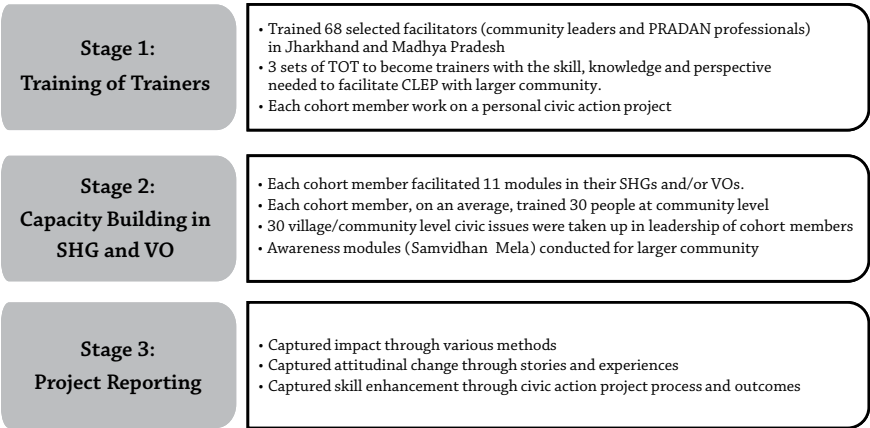 Stage 1:
Training of Trainers
• Trained 68 selected facilitators (community leaders and PRADAN professionals)
in Jharkhand and Madhya Pradesh
• 3 sets of TOT to become trainers with the skill, knowledge and perspective
needed to facilitate CLEP with larger community.
• Each cohort member work on a personal civic action project
Stage 2:
Capacity Building in
SHG and VO
• Each cohort member facilitated 11 modules in their SHGs and/or VOs.
• Each cohort member, on an average, trained 30 people at community level
• 30 village/community level civic issues were taken up in leadership of cohort members
• Awareness modules (Samvidhan Mela) conducted for larger community
Stage 3:
Project Reporting
• Captured impact through various methods
• Captured attitudinal change through stories and experiences
• Captured skill enhancement through civic action project process and outcomes